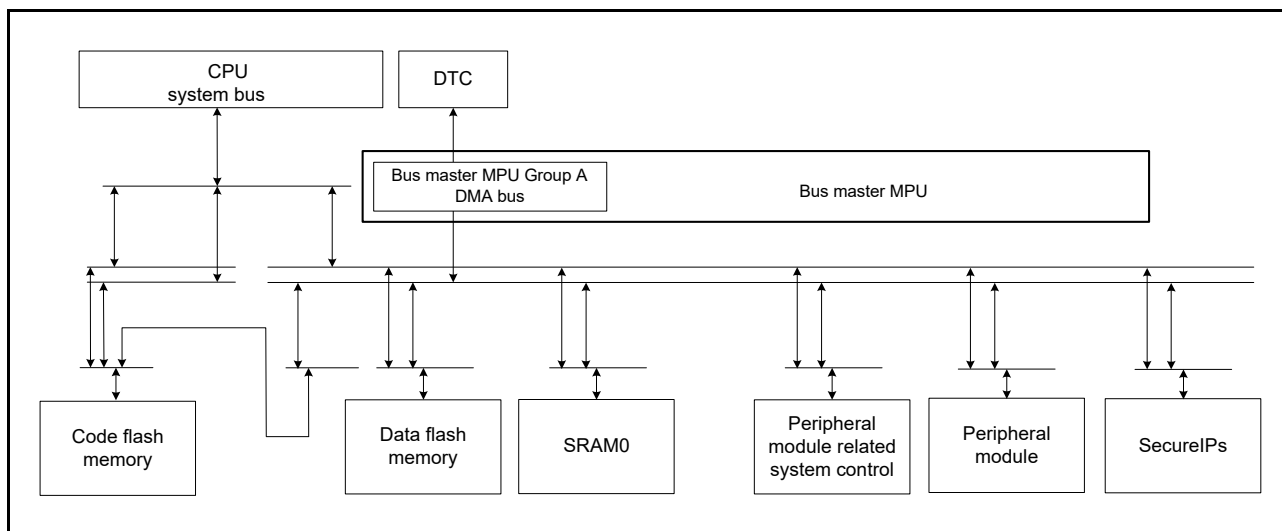 CPU
system bus
DTC
Bus master MPU Group A
DMA bus
Bus master MPU
Code flash
memory
Data flash
memory
SRAM0
Peripheral
module related
system control
Peripheral
module
SecureIPs